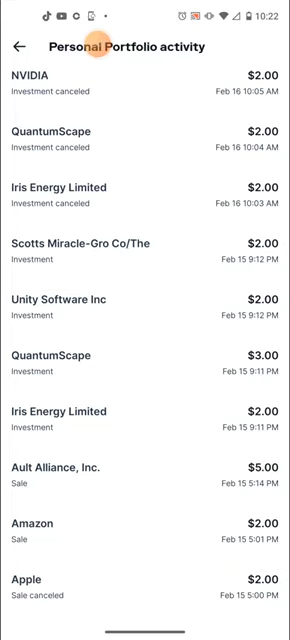 10:22
Personal Portfolio activity
NVIDIA $2.00
Investment canceled Feb 16 10:05 AM
QuantumScape $2.00
Investment canceled Feb 16 10:04 AM
Iris Energy Limited $2.00
Investment canceled Feb 16 10:03 AM
Scotts Miracle-Gro Co/The $2.00
Investment Feb 15 9:12 PM
Unity Software Inc $2.00
Investment Feb 15 9:12 PM
QuantumScape $3.00
Investment Feb 15 9:11 PM
Iris Energy Limited $2.00
Investment Feb 15 9:11 PM
Ault Alliance, Inc. $5.00
Sale Feb 15 5:14 PM
Amazon $2.00
Sale Feb 15 5:01 PM
Apple $2.00
Sale canceled Feb 15 5:00 PM